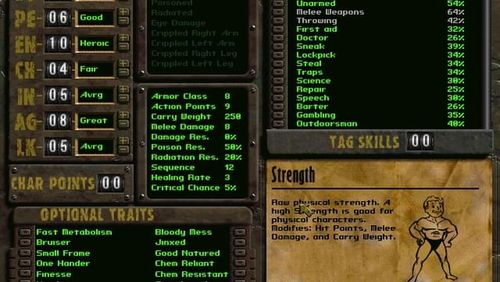 PE 06 Good
EN 10 Heroic
CH 04 Fair
IN 05 Avrg
AG 08 Great
LK 05 Avrg
CHAR POINTS 00
Poisoned
Radiated
Eye Damage
Crippled Right Arm
Crippled Left Arm
Crippled Right Leg
Crippled Left Leg
Armor Class 8
Action Points 9
Carry Weight 250
Melee Damage 8
Damage Res. 0%
Poison Res. 50%
Radiation Res. 20%
Sequence 12
Healing Rate 3
Critical Chance 5%
OPTIONAL TRAITS
Fast Metabolism Bloody Mess
Bruiser Jinxed
Small Frame Good Natured
One Hander Chem Reliant
Finesse Chem Resistant
Unarmed 54%
Melee Weapons 64%
Throwing 42%
First aid 32%
Doctor 26%
Sneak 39%
Lockpick 34%
Steal 34%
Traps 34%
Science 30%
Repair 25%
Speech 30%
Barter 26%
Gambling 35%
Outdoorsman 40%
TAG SKILLS 00
Strength
Raw physical strength. A
high Strength is good for
physical characters.
Modifies: Hit Points, Melee
Damage, and Carry Weight.